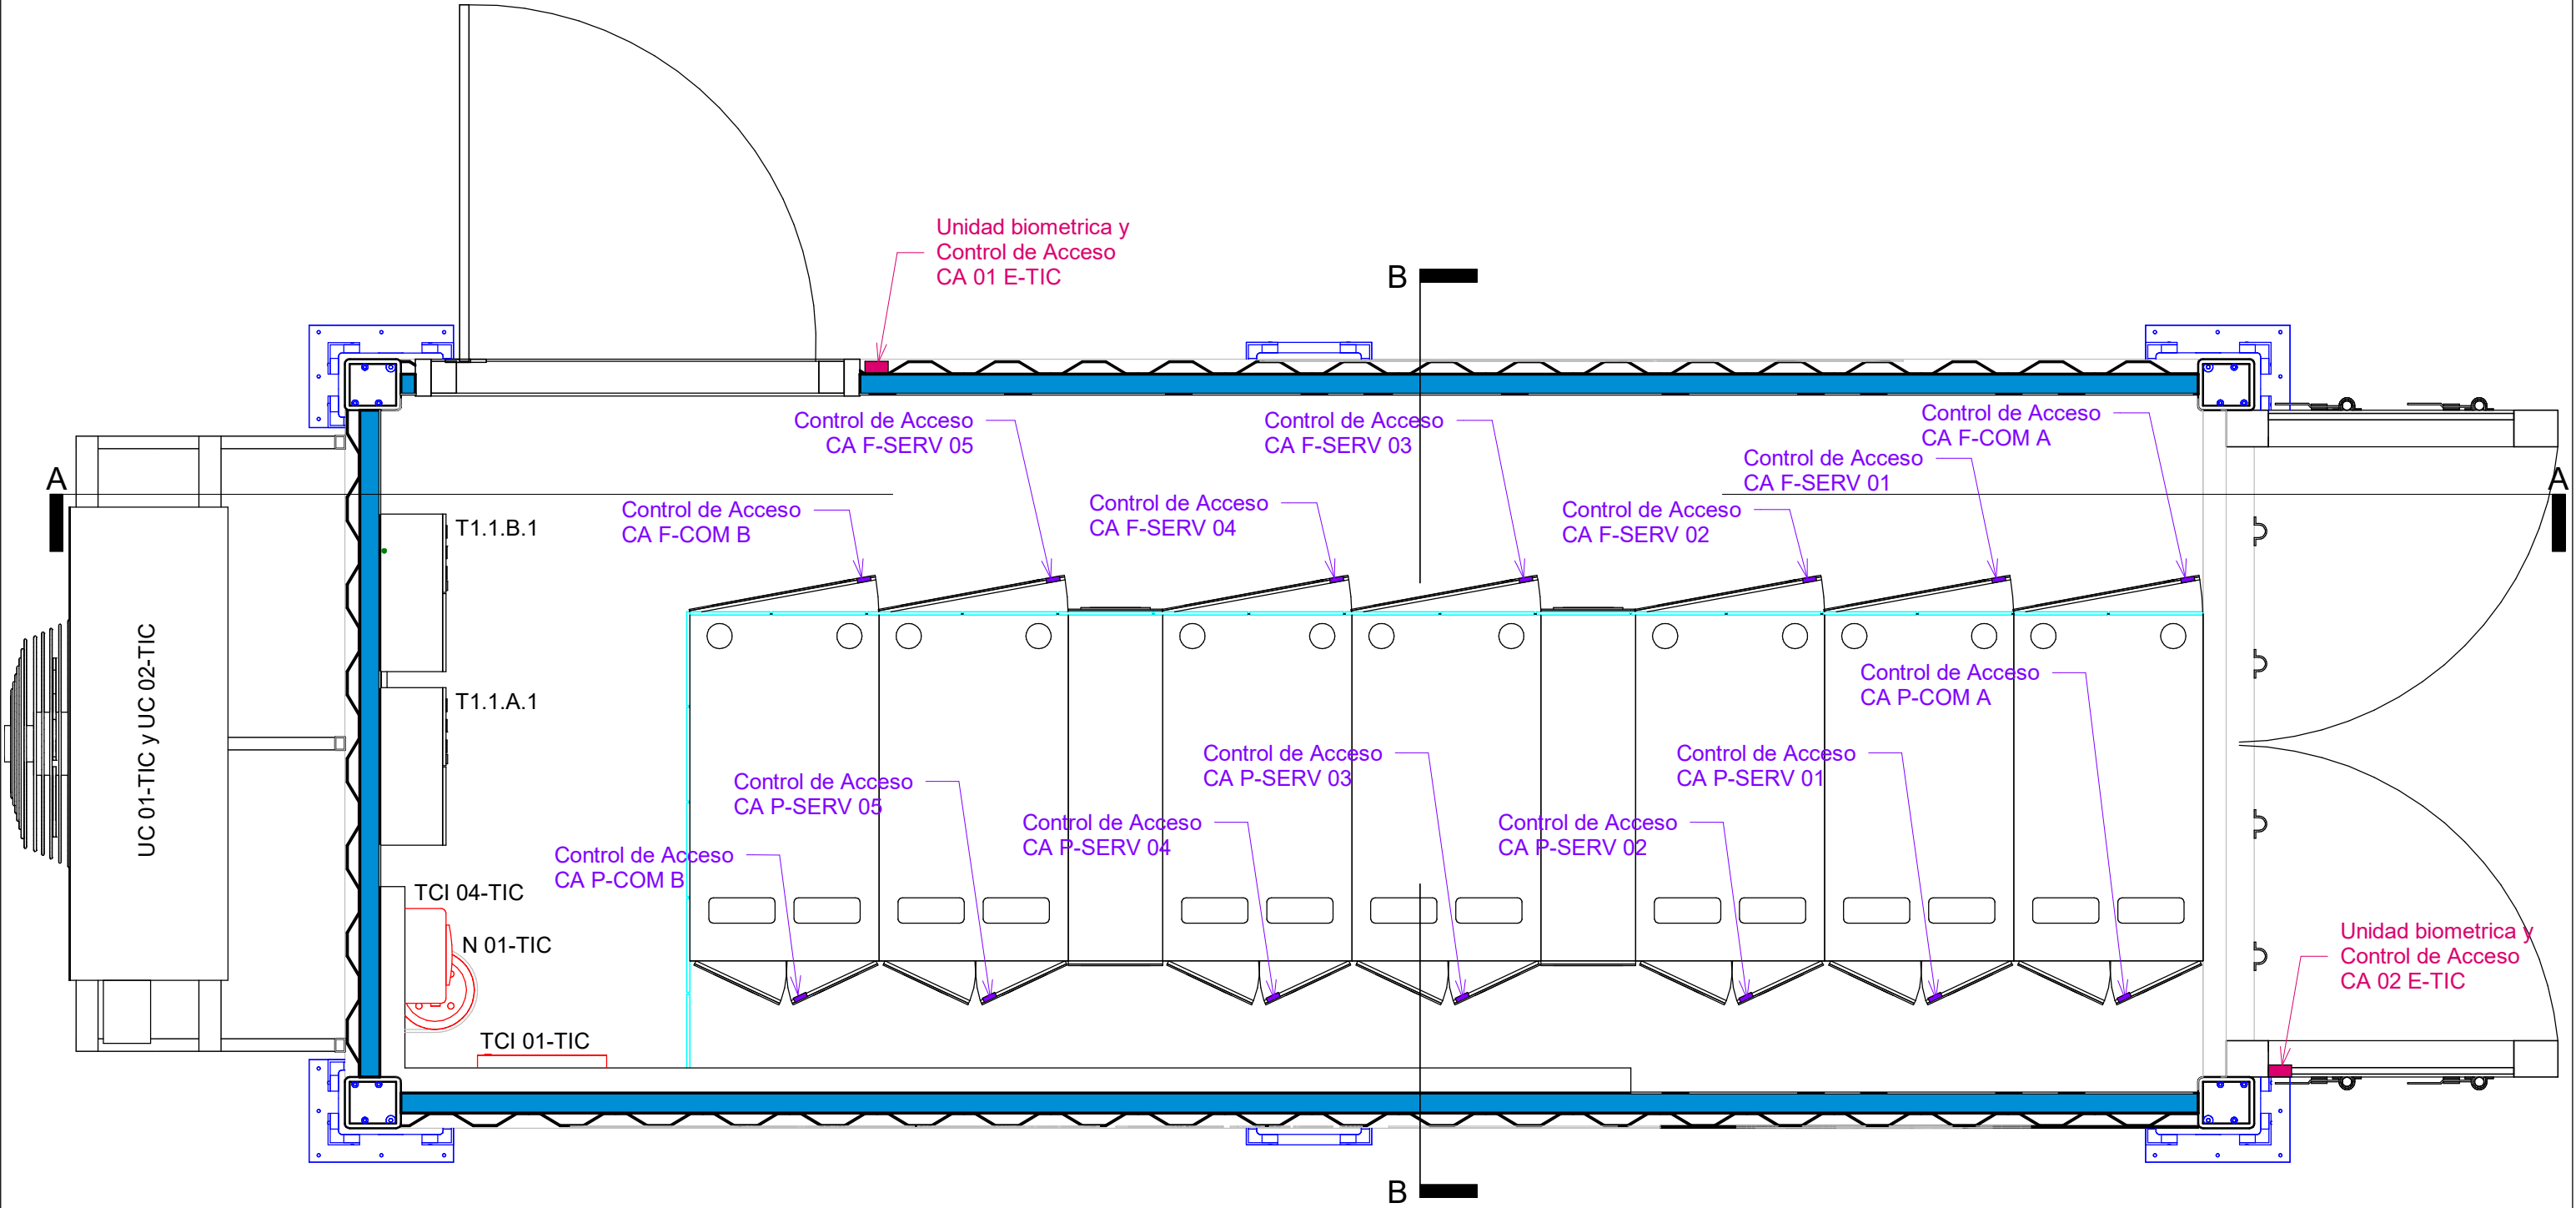 Unidad biometrica y
Control de Acceso
CA 01 E-TIC
B
Control de Acceso
CA F-SERV 05
Control de Acceso
CA F-SERV 03
Control de Acceso
CA F-COM A
Control de Acceso
CA F-SERV 01
A
A
Control de Acceso
CA F-COM B
Control de Acceso
CA F-SERV 04
Control de Acceso
CA F-SERV 02
T1.1.B.1
UC 01-TIC y UC 02-TIC
T1.1.A.1
Control de Acceso
CA P-COM A
Control de Acceso
CA P-SERV 05
Control de Acceso
CA P-SERV 03
Control de Acceso
CA P-SERV 01
Control de Acceso
CA P-COM B
Control de Acceso
CA P-SERV 04
Control de Acceso
CA P-SERV 02
TCI 04-TIC
N 01-TIC
TCI 01-TIC
Unidad biometrica y
Control de Acceso
CA 02 E-TIC
B